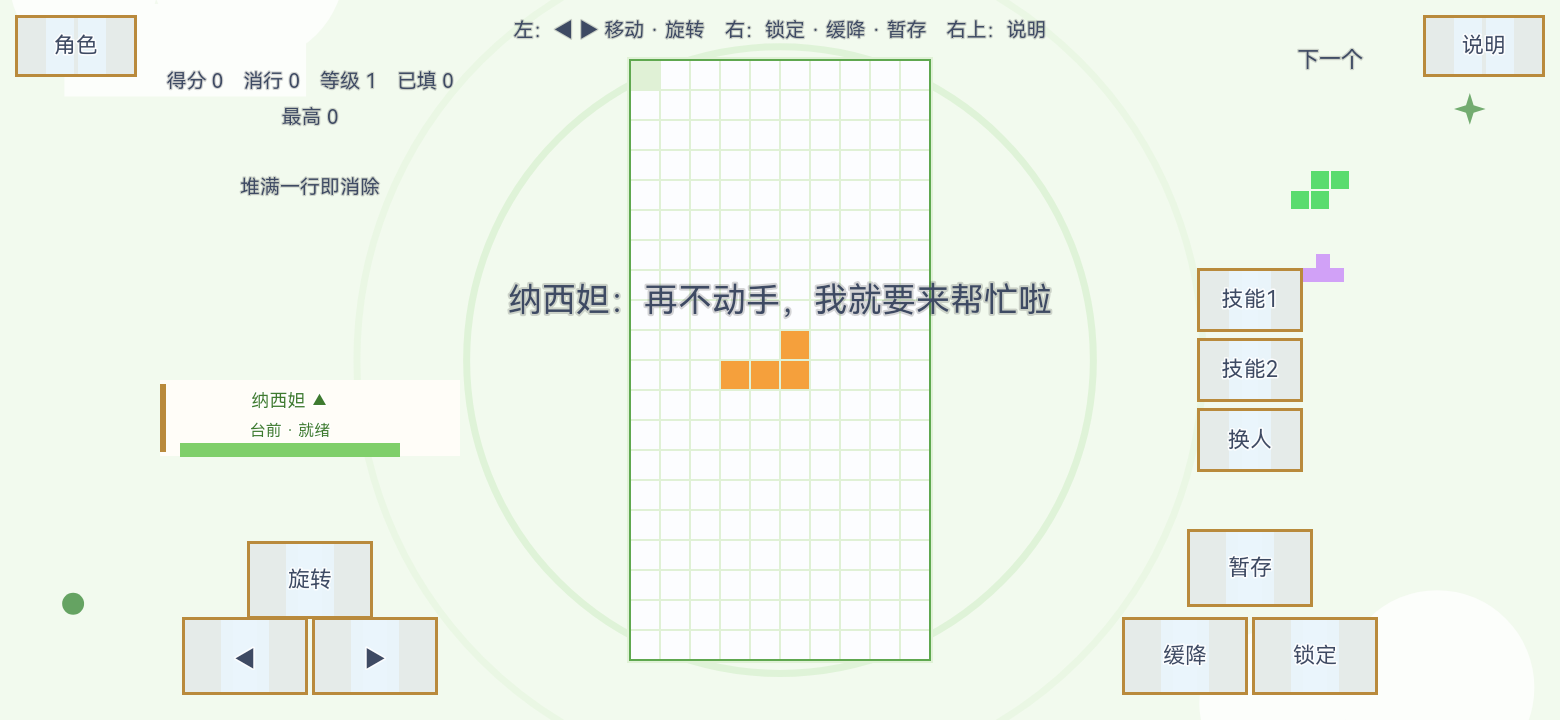 角色
左：◀ ▶ 移动 · 旋转　右：锁定 · 缓降 · 暂存　右上：说明
说明
得分 0　消行 0　等级 1　已填 0
最高 0
下一个
堆满一行即消除
纳西妲：再不动手，我就要来帮忙啦
技能1
技能2
换人
纳西妲 ▲
台前 · 就绪
旋转
◀
▶
暂存
缓降
锁定